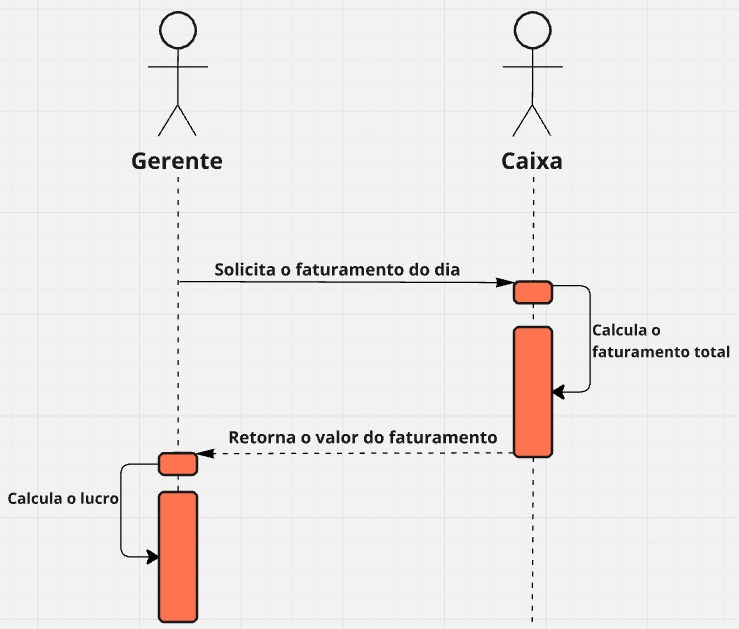 Gerente
Caixa
Solicita o faturamento do dia
Calcula o
faturamento total
Retorna o valor do faturamento
Calcula o lucro